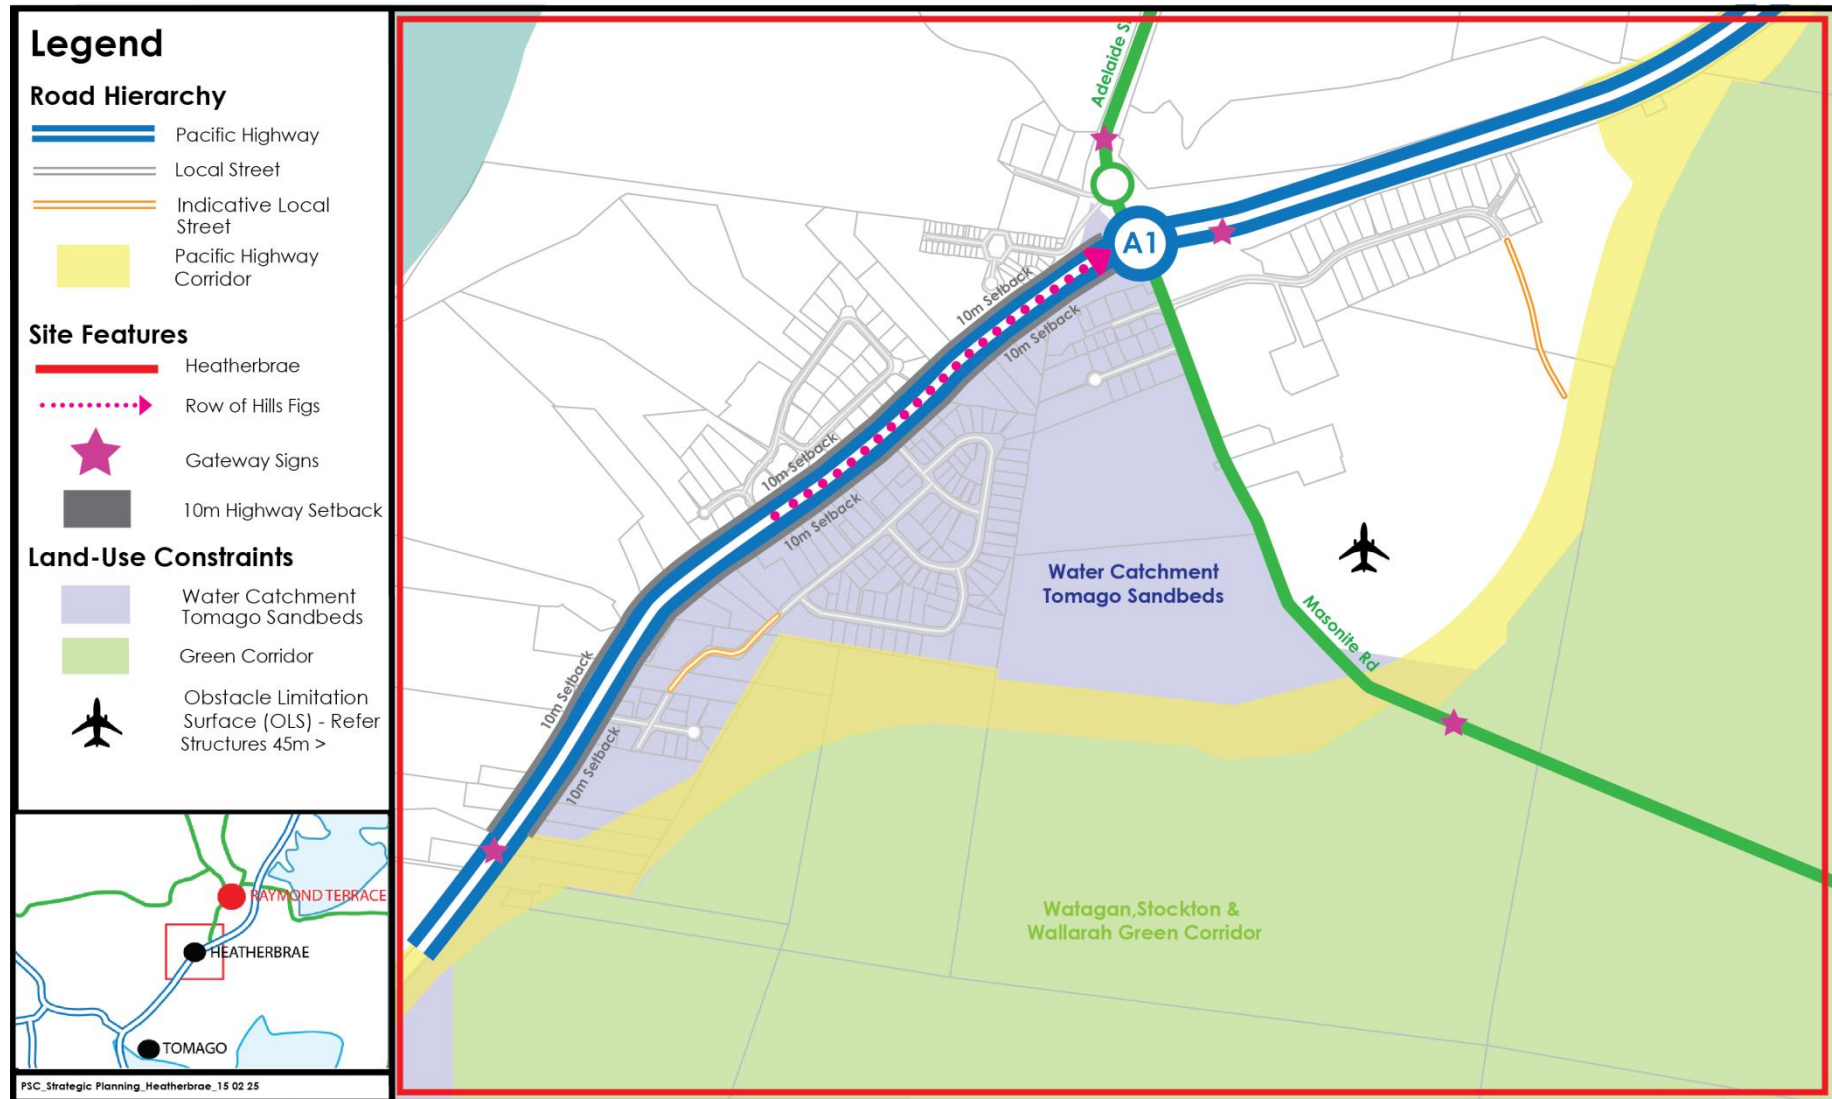 Legend
Road Hierarchy
Pacific Highway
Local Street
Indicative Local
Street
Pacific Highway
Corridor
Site Features
Heatherbrae
Row of Hills Figs
Gateway Signs
10m Highway Setback
Land-Use Constraints
Water Catchment
Tomago Sandbeds
Green Corridor
Obstacle Limitation
Surface (OLS) - Refer
Structures 45m >
RAYMOND TERRACE
HEATHERBRAE
TOMAGO
PSC_Strategic Planning_Heatherbrae_15 02 25
Adelaide S
A1
10m Setback
10m Setback
10m Setback
10m Setback
Water Catchment
Tomago Sandbeds
Masonite Rd
10m Setback
10m Setback
Watagan,Stockton &
Wallarah Green Corridor